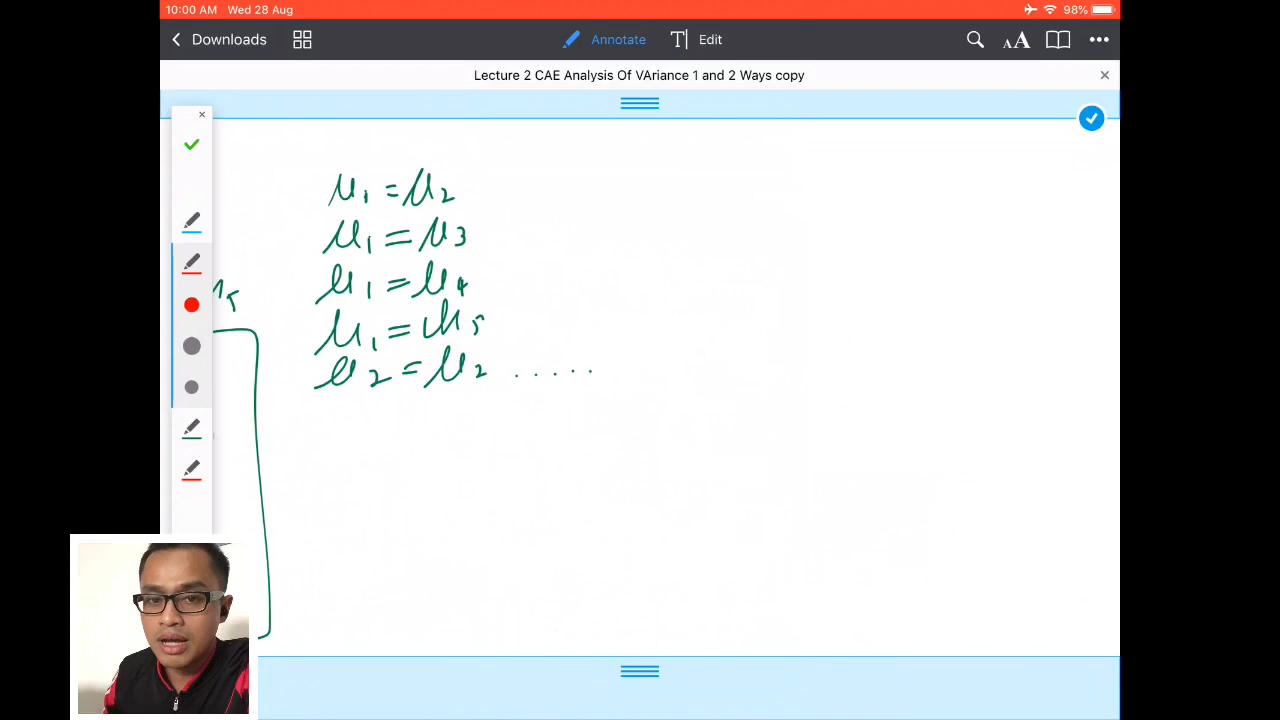 10:00 AM Wed 28 Aug 98%
Downloads Annotate T Edit AA
Lecture 2 CAE Analysis Of VAriance 1 and 2 Ways copy
μ1 = μ2
μ1 = μ3
μ1 = μ4
μ1 = μ5
μ2 = μ2 .....